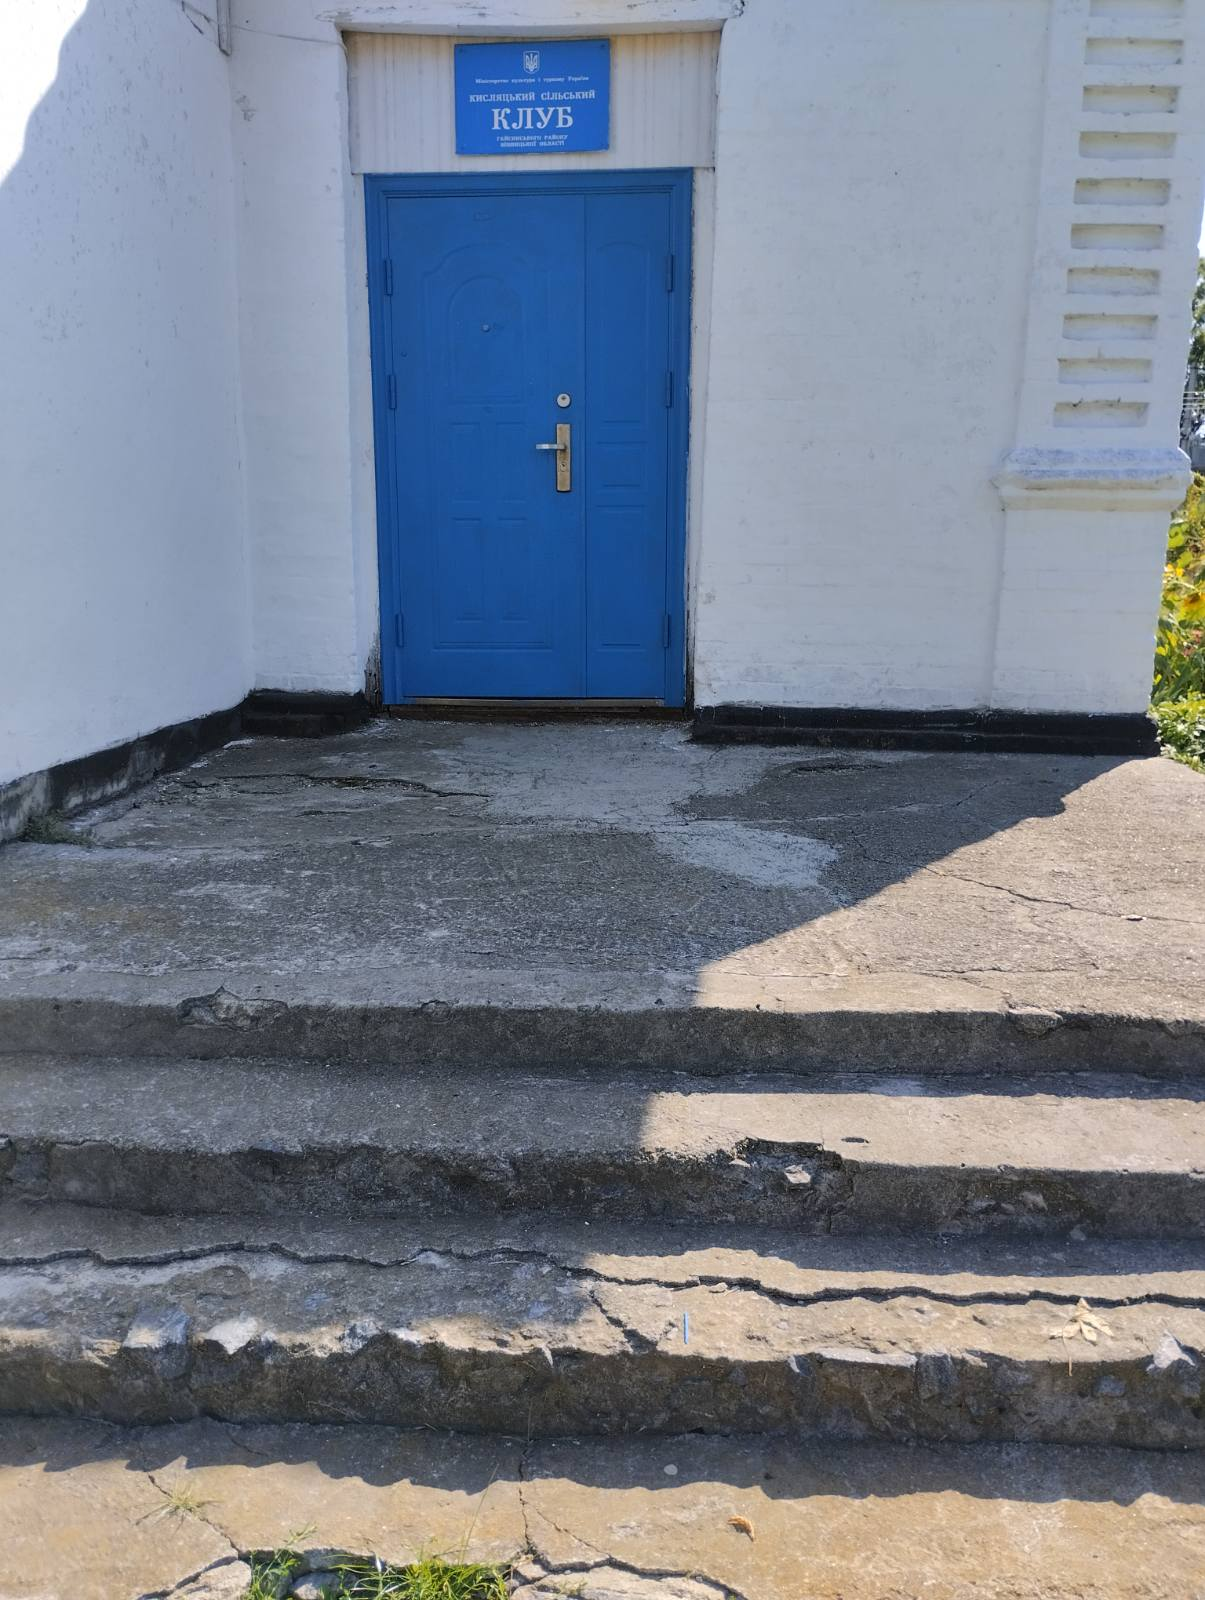 Міністерство культури і туризму України
КИСЛЯЦЬКИЙ СІЛЬСЬКИЙ
КЛУБ
ГАЙСИНСЬКОГО РАЙОНУ
ВІННИЦЬКОЇ ОБЛАСТІ